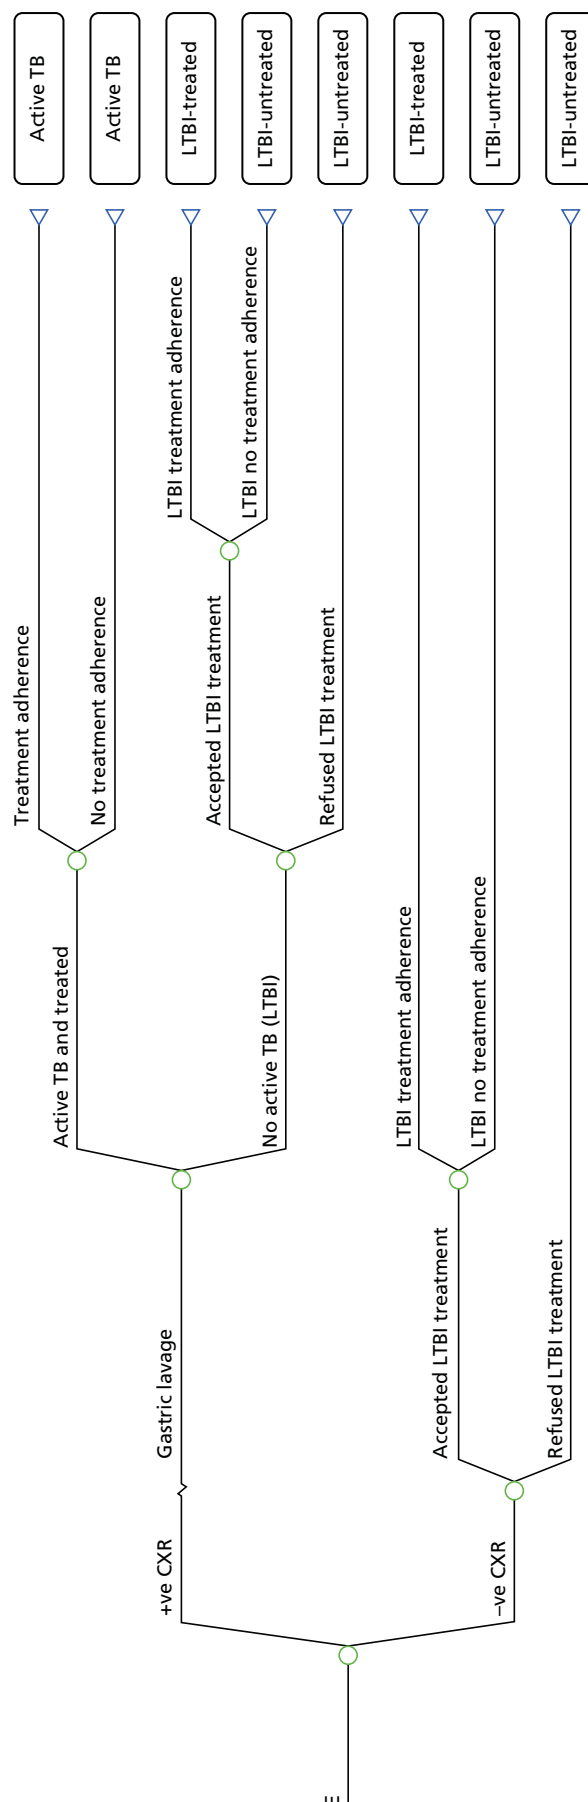 Active TB
Active TB
LTBI-treated
LTBI-untreated
LTBI-untreated
LTBI-treated
LTBI-untreated
LTBI-untreated
LTBI treatment adherence
LTBI no treatment adherence
Treatment adherence
No treatment adherence
Accepted LTBI treatment
Refused LTBI treatment
Active TB and treated
No active TB (LTBI)
LTBI treatment adherence
LTBI no treatment adherence
Gastric lavage
Accepted LTBI treatment
Refused LTBI treatment
+ve CXR
–ve CXR